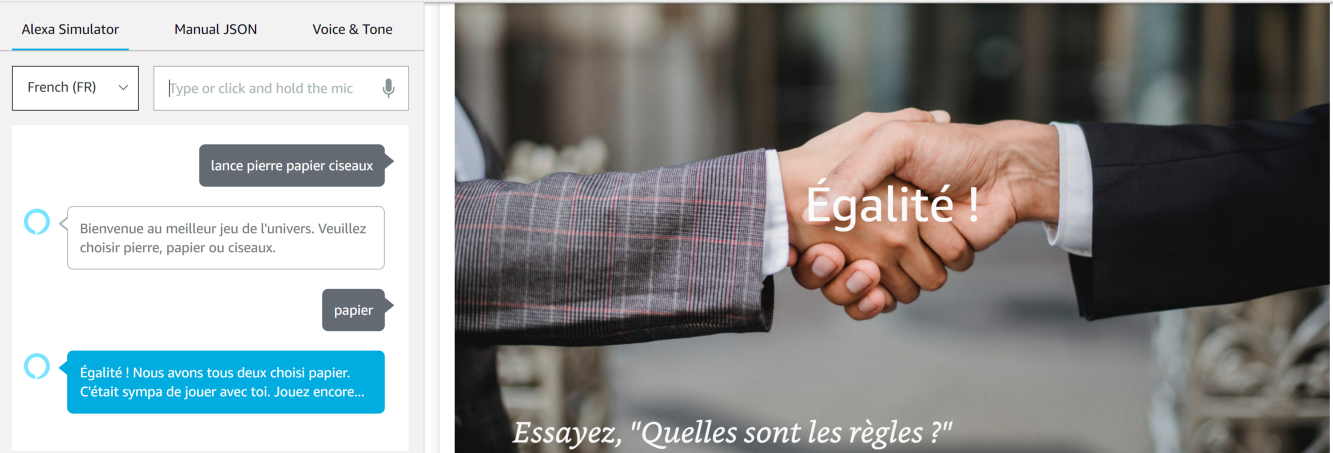 Alexa Simulator
Manual JSON
Voice & Tone
French (FR)
Type or click and hold the mic
lance pierre papier ciseaux
Bienvenue au meilleur jeu de l'univers. Veuillez
choisir pierre, papier ou ciseaux.
papier
Égalité ! Nous avons tous deux choisi papier.
C'était sympa de jouer avec toi. Jouez encore...
Égalité !
Essayez, "Quelles sont les règles ?"